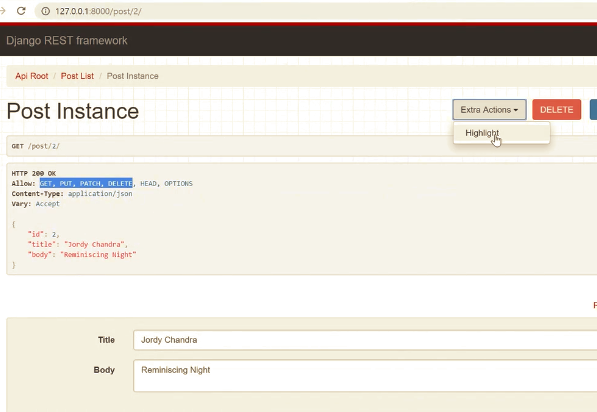 127.0.0.1:8000/post/2/
Django REST framework
Api Root / Post List / Post Instance
Post Instance
Extra Actions
DELETE
Highlight
GET /post/2/
HTTP 200 OK
Allow: GET, PUT, PATCH, DELETE, HEAD, OPTIONS
Content-Type: application/json
Vary: Accept
{
"id": 2,
"title": "Jordy Chandra",
"body": "Reminiscing Night"
}
Title Jordy Chandra
Body Reminiscing Night